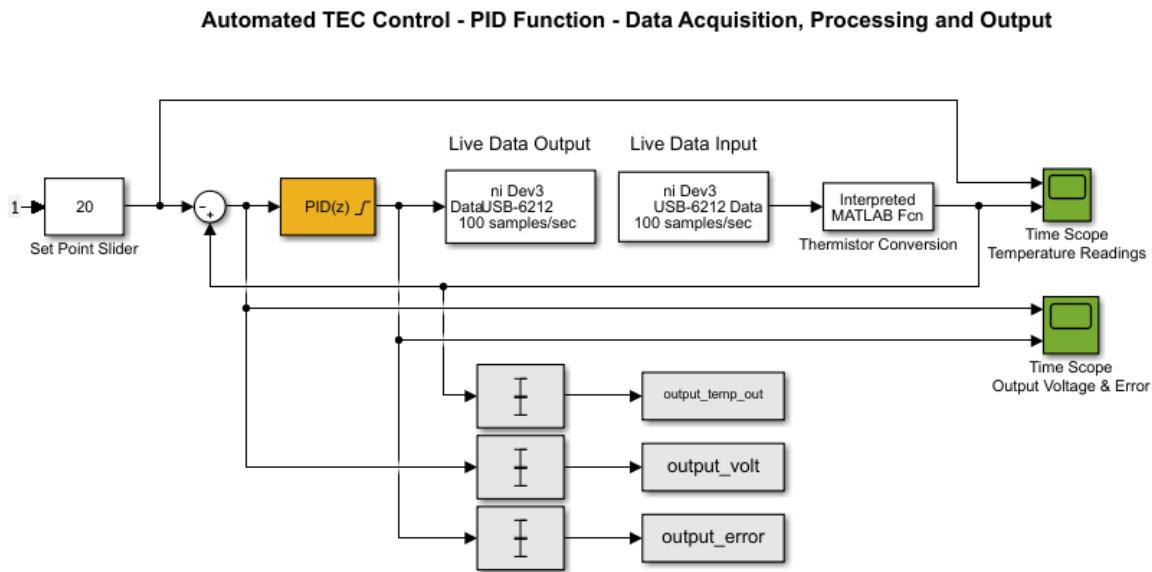 Automated TEC Control - PID Function - Data Acquisition, Processing and Output
Live Data Output
Live Data Input
1
20
Set Point Slider
-
+
PID(z)
ni Dev3
DataUSB-6212
100 samples/sec
ni Dev3
USB-6212 Data
100 samples/sec
Interpreted
MATLAB Fcn
Thermistor Conversion
Time Scope
Temperature Readings
Time Scope
Output Voltage & Error
output_temp_out
output_volt
output_error